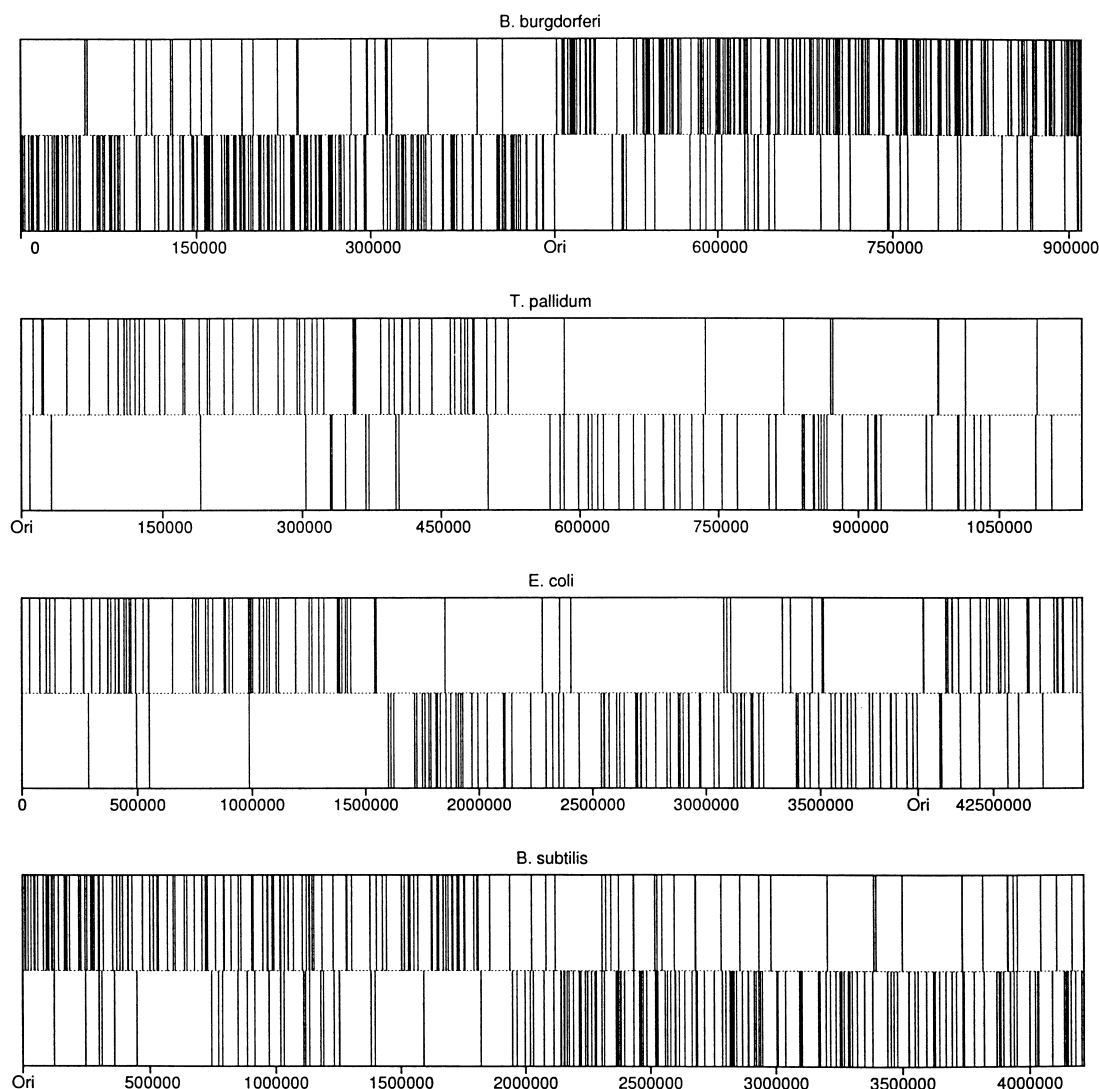 B. burgdorferi
0 150000 300000 Ori 600000 750000 900000
T. pallidum
Ori 150000 300000 450000 600000 750000 900000 1050000
E. coli
0 500000 1000000 1500000 2000000 2500000 3000000 3500000 Ori 42500000
B. subtilis
Ori 500000 1000000 1500000 2000000 2500000 3000000 3500000 4000000